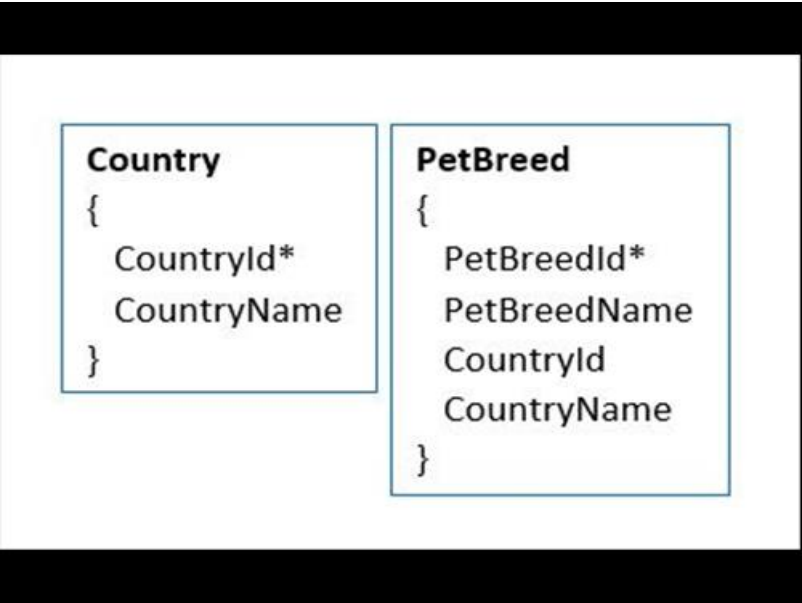 Country
{
CountryId*
CountryName
}
PetBreed
{
PetBreedId*
PetBreedName
CountryId
CountryName
}